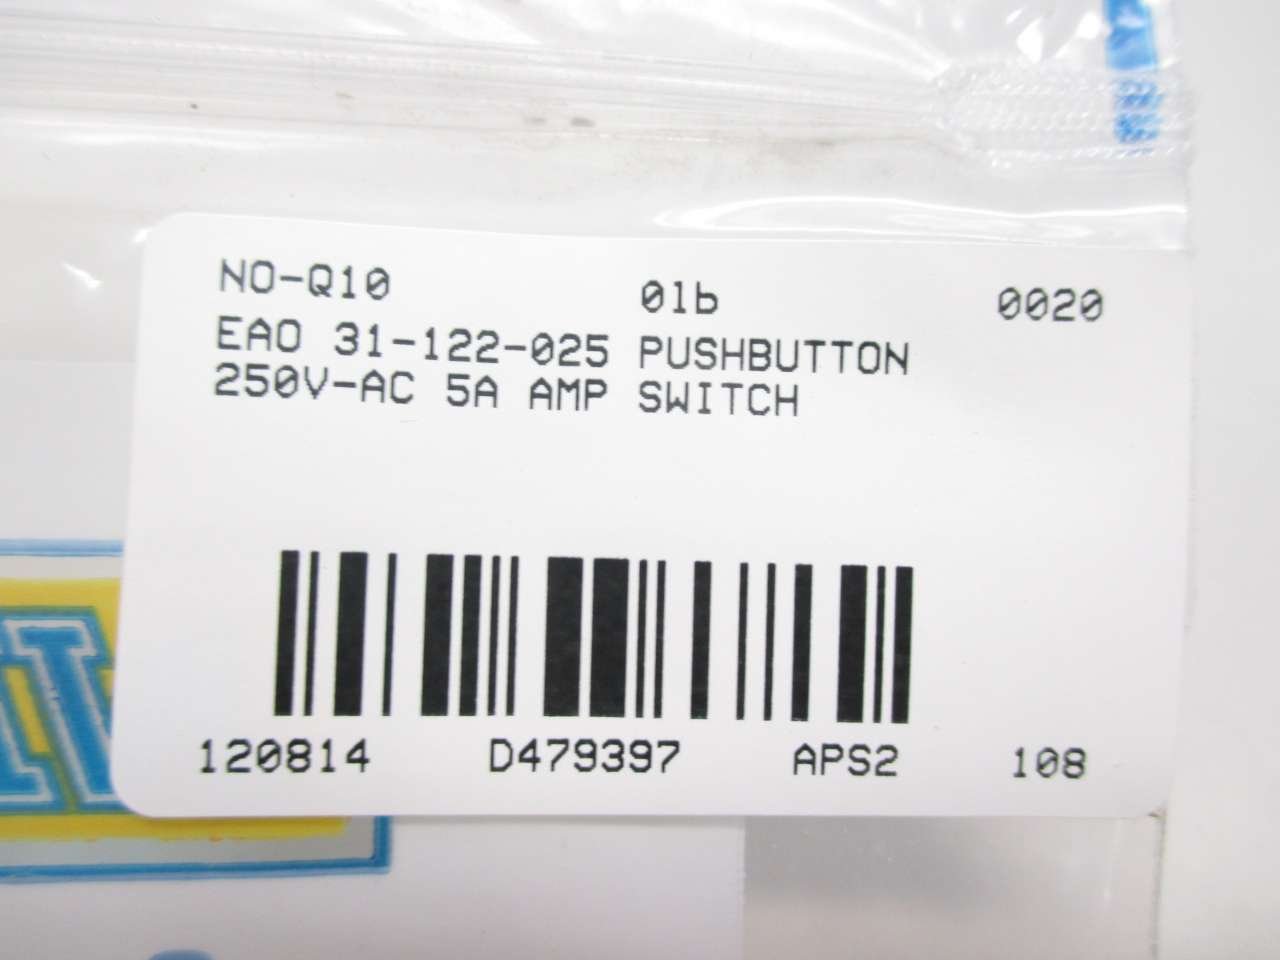 NO-Q10 01b 0020
EAO 31-122-025 PUSHBUTTON
250V-AC 5A AMP SWITCH
120814 D479397 APS2 108